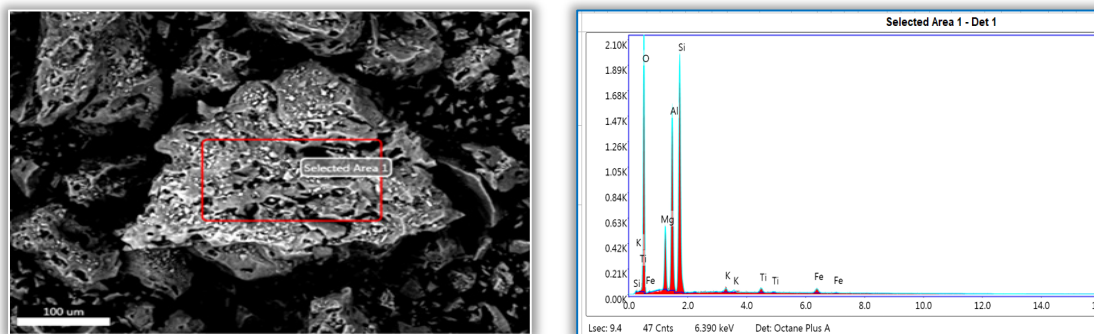 Selected Area 1
100 um
Selected Area 1 - Det 1
2.10K
1.89K
1.68K
1.47K
1.26K
1.05K
0.84K
0.63K
0.42K
0.21K
0.00K
O
Si
Al
Mg
K
Ti
Si
Fe
K
K
Ti
Ti
Fe
Fe
0.0
2.0
4.0
6.0
8.0
10.0
12.0
14.0
Lsec: 9.4 47 Cnts 6.390 keV Det: Octane Plus A